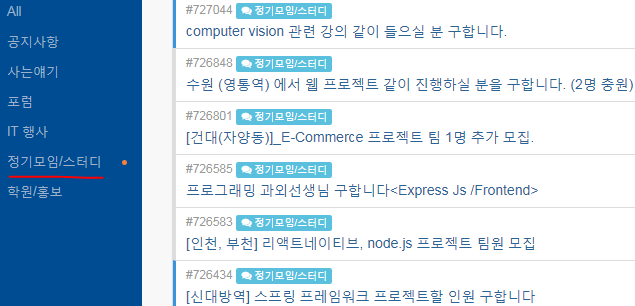 All
공지사항
사는얘기
포럼
IT 행사
정기모임/스터디
학원/홍보
#727044 정기모임/스터디
computer vision 관련 강의 같이 들으실 분 구합니다.
#726848 정기모임/스터디
수원 (영통역) 에서 웹 프로젝트 같이 진행하실 분을 구합니다. (2명 충원)
#726801 정기모임/스터디
[건대(자양동)]_E-Commerce 프로젝트 팀 1명 추가 모집.
#726585 정기모임/스터디
프로그래밍 과외선생님 구합니다<Express Js /Frontend>
#726583 정기모임/스터디
[인천, 부천] 리액트네이티브, node.js 프로젝트 팀원 모집
#726434 정기모임/스터디
[신대방역] 스프링 프레임워크 프로젝트할 인원 구합니다